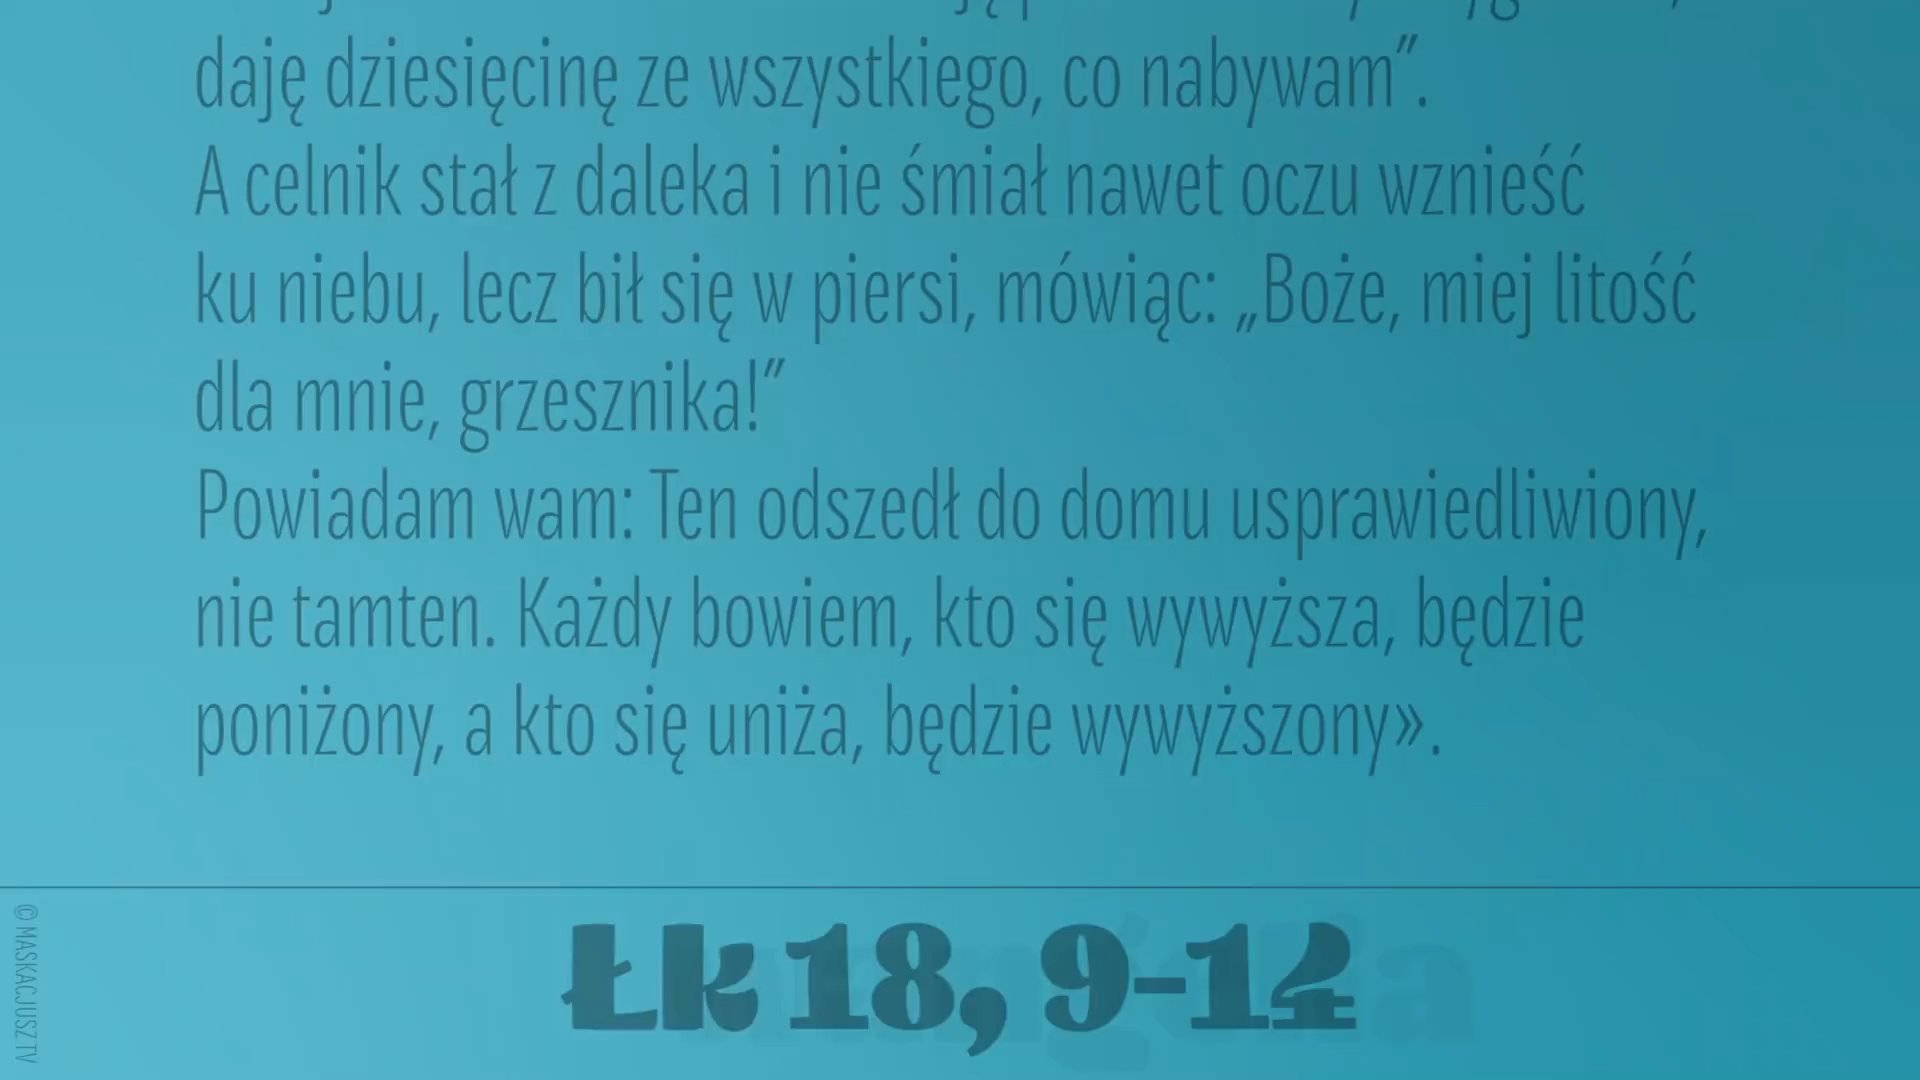 daję dziesięcinę ze wszystkiego, co nabywam”.
A celnik stał z daleka i nie śmiał nawet oczu wznieść
ku niebu, lecz bił się w piersi, mówiąc: „Boże, miej litość
dla mnie, grzesznika!”
Powiadam wam: Ten odszedł do domu usprawiedliwiony,
nie tamten. Każdy bowiem, kto się wywyższa, będzie
poniżony, a kto się uniża, będzie wywyższony».
Łk 18, 9-14
© MASKACJUSZ TV